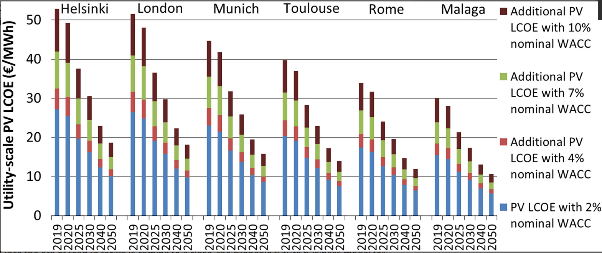 Helsinki London Munich Toulouse Rome Malaga
Utility-scale PV LCOE (€/MWh)
50
40
30
20
10
0
2019 2020 2025 2030 2040 2050 2019 2020 2025 2030 2040 2050 2019 2020 2025 2030 2040 2050 2019 2020 2025 2030 2040 2050 2019 2020 2025 2030 2040 2050 2019 2020 2025 2030 2040 2050
Additional PV
LCOE with 10%
nominal WACC
Additional PV
LCOE with 7%
nominal WACC
Additional PV
LCOE with 4%
nominal WACC
PV LCOE with 2%
nominal WACC